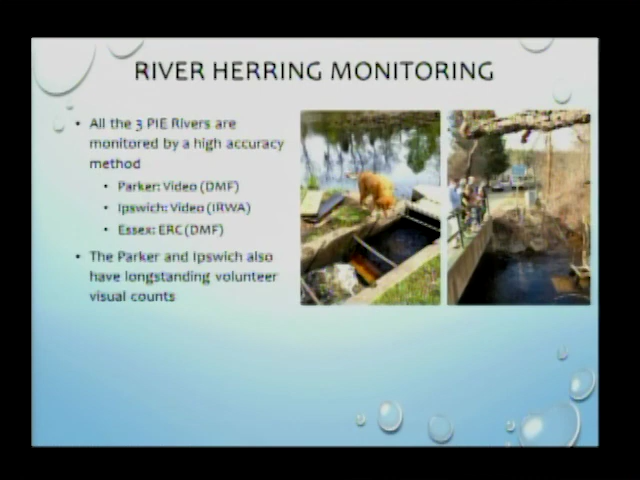 RIVER HERRING MONITORING
• All the 3 PIE Rivers are
monitored by a high accuracy
method
• Parker: Video (DMF)
• Ipswich: Video (IRWA)
• Essex: ERC (DMF)
• The Parker and Ipswich also
have longstanding volunteer
visual counts